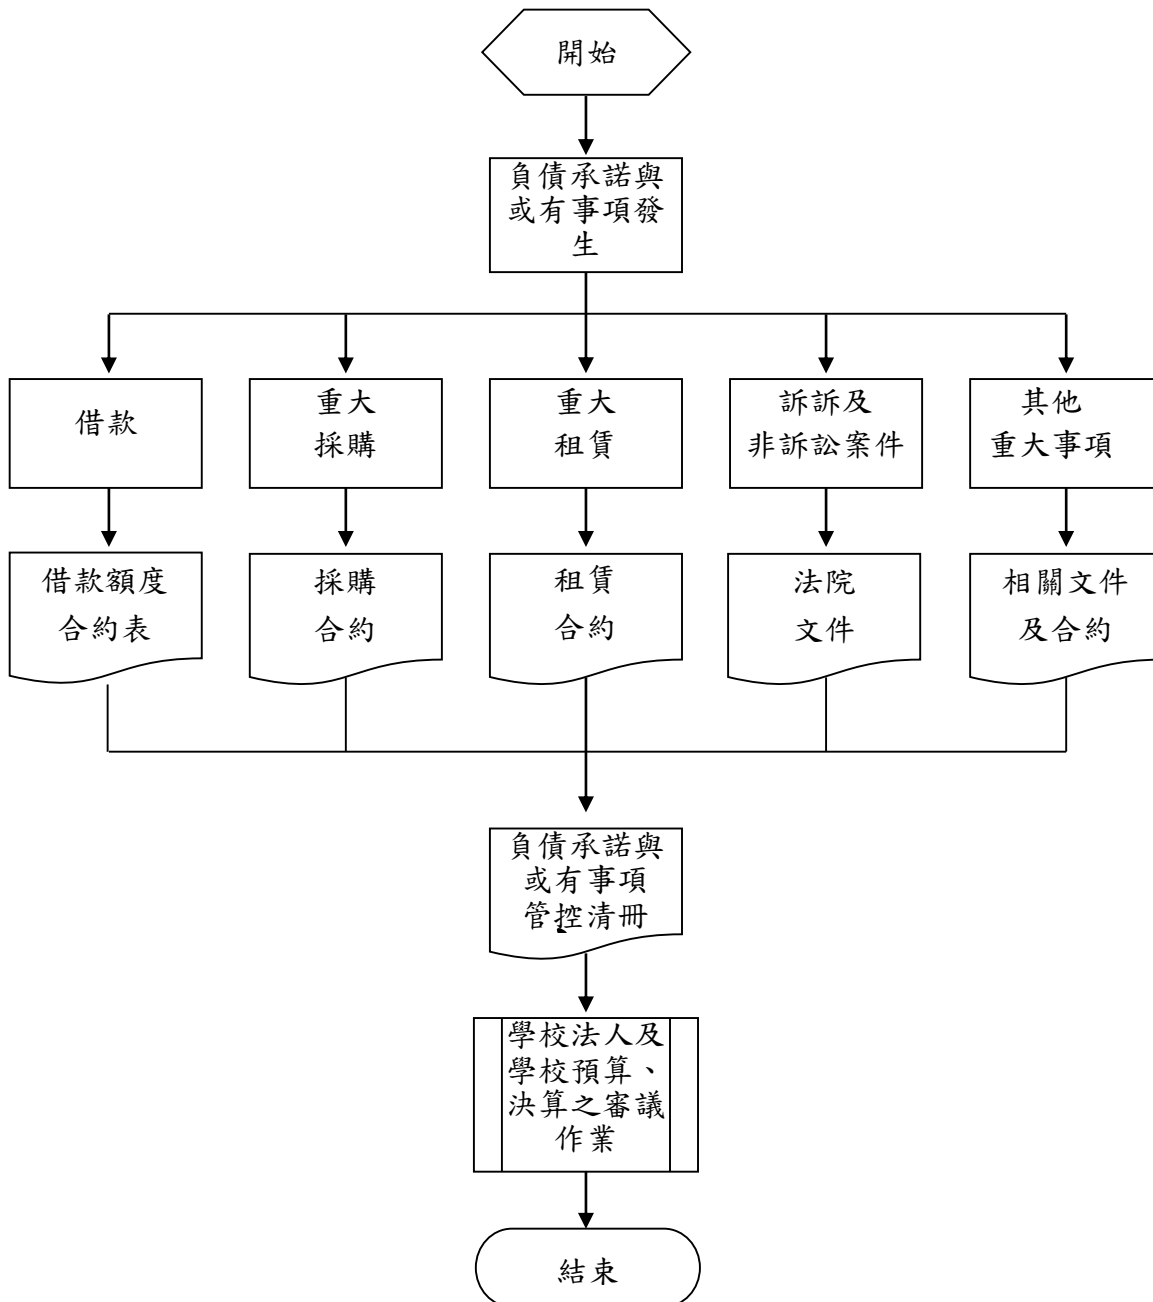 開始
負債承諾與
或有事項發
生
借款
重大
採購
重大
租賃
訴訴及
非訴訟案件
其他
重大事項
借款額度
合約表
採購
合約
租賃
合約
法院
文件
相關文件
及合約
負債承諾與
或有事項
管控清冊
學校法人及
學校預算、
決算之審議
作業
結束